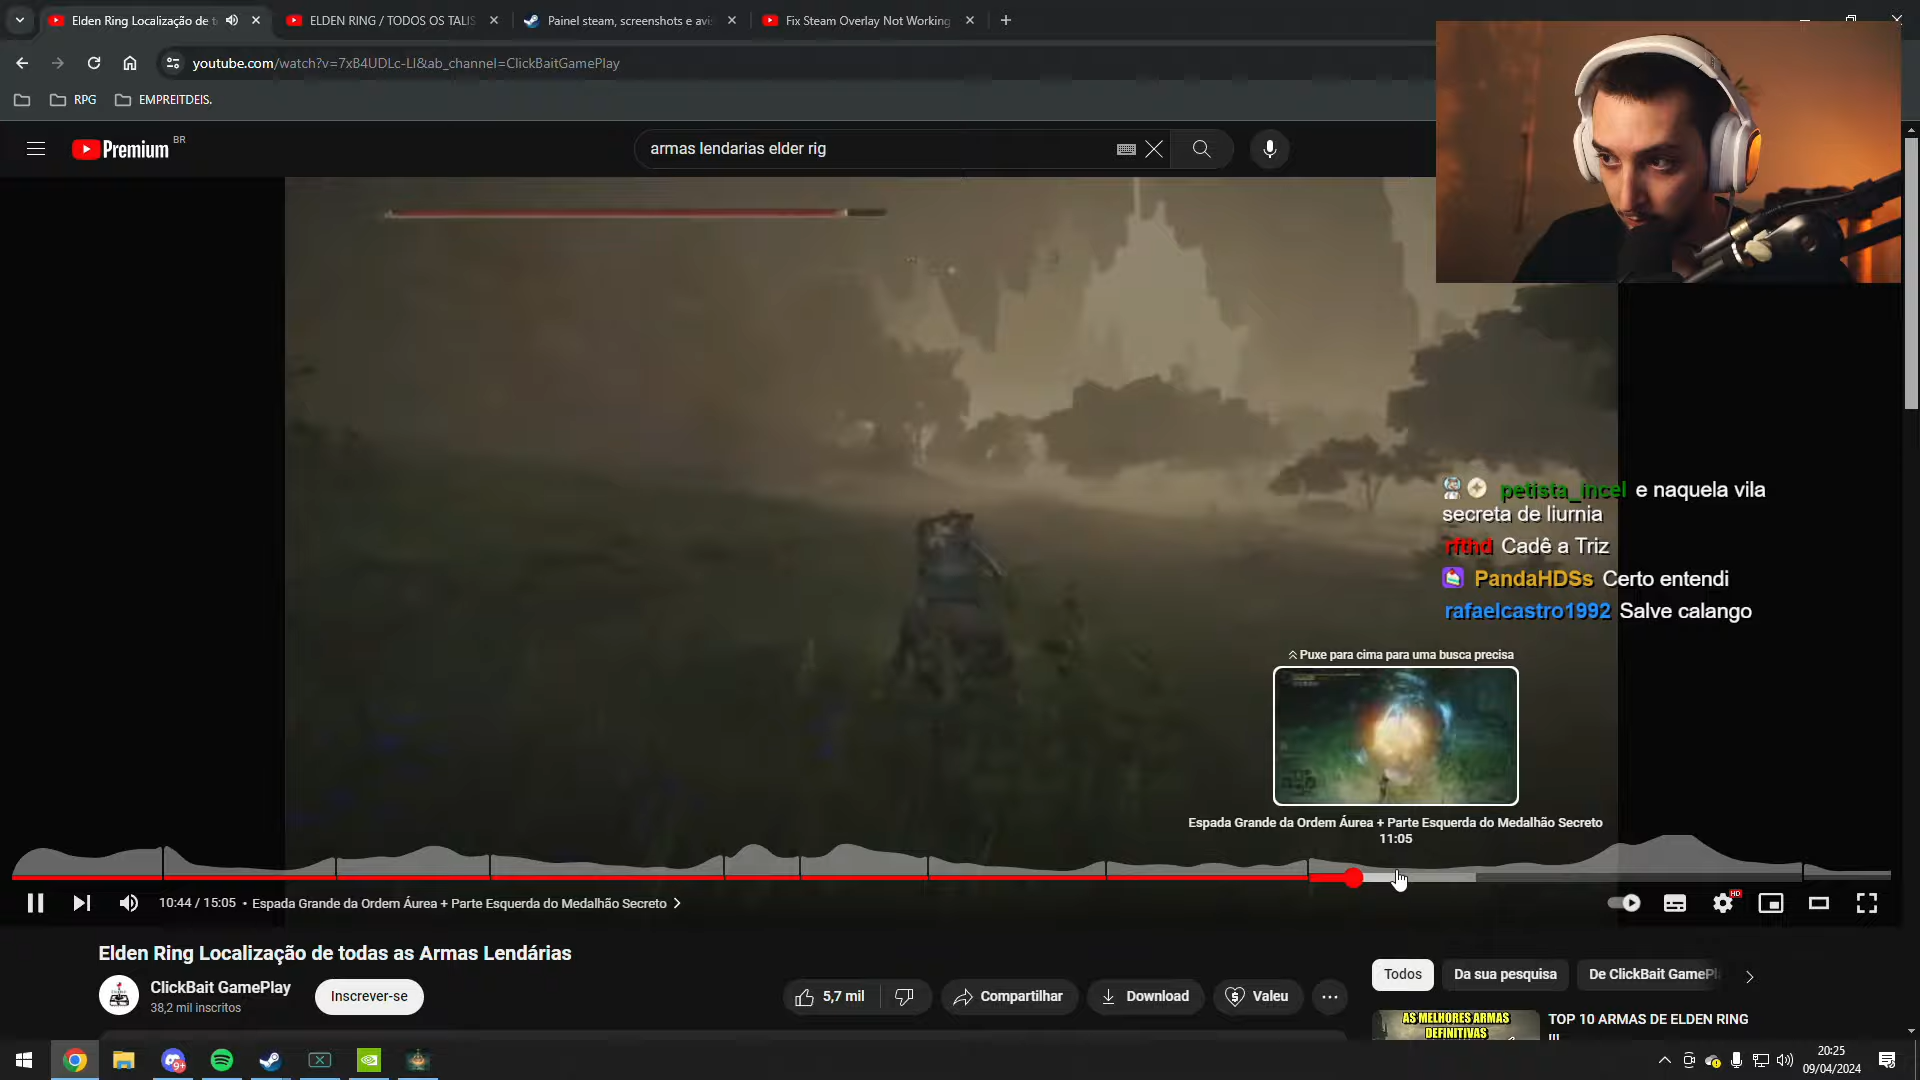 Elden Ring Localização de t
ELDEN RING / TODOS OS TALIS
Painel steam, screenshots e avi
Fix Steam Overlay Not Working
youtube.com/watch?v=7xB4UDLc-LI&ab_channel=ClickBaitGamePlay
RPG
EMPREITDEIS.
Premium BR
armas lendarias elder rig
petista_incel e naquela vila
secreta de liurnia
rfthd Cadê a Triz
PandaHDSs Certo entendi
rafaelcastro1992 Salve calango
Puxe para cima para uma busca precisa
Espada Grande da Ordem Áurea + Parte Esquerda do Medalhão Secreto
11:05
10:44 / 15:05 • Espada Grande da Ordem Áurea + Parte Esquerda do Medalhão Secreto
HD
Elden Ring Localização de todas as Armas Lendárias
ClickBait GamePlay
38,2 mil inscritos
Inscrever-se
5,7 mil
Compartilhar
Download
Valeu
Todos
Da sua pesquisa
De ClickBait GamePl
AS MELHORES ARMAS
DEFINITIVAS
TOP 10 ARMAS DE ELDEN RING
!!!
9+
20:25
09/04/2024